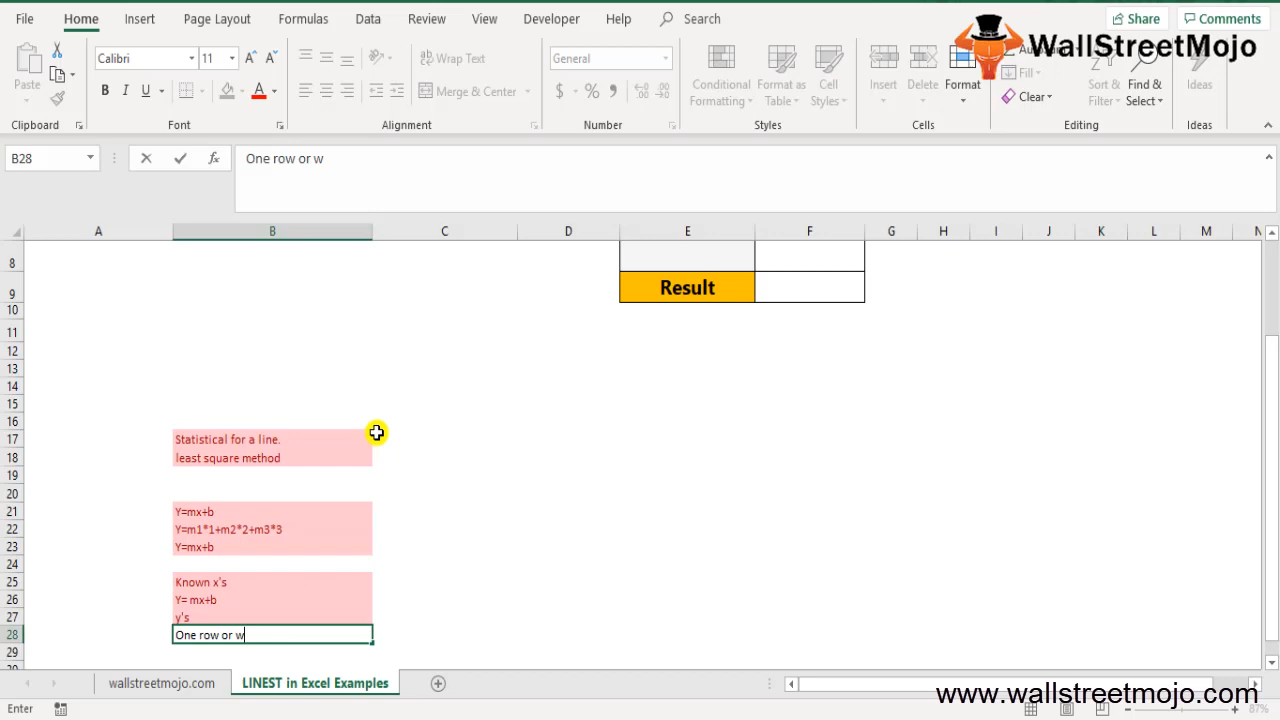 File Home Insert Page Layout Formulas Data Review View Developer Help Search Share Comments
WallStreetMojo
Paste
Calibri 11
B I U A
Wrap Text
Merge & Center
General
$ % ,
Conditional Formatting
Format as Table
Cell Styles
Insert Delete Format
Fill
Clear
Sort & Filter
Find & Select
Ideas
Clipboard Font Alignment Number Styles Cells Editing Ideas
B28 fx One row or w
A B C D E F G H I J K L M N
8
9 Result
10
11
12
13
14
15
16
17 Statistical for a line.
18 least square method
19
20
21 Y=mx+b
22 Y=m1*1+m2*2+m3*3
23 Y=mx+b
24
25 Known x's
26 Y= mx+b
27 y's
28 One row or w
29
30
wallstreetmojo.com LINEST in Excel Examples
www.wallstreetmojo.com
Enter 87%